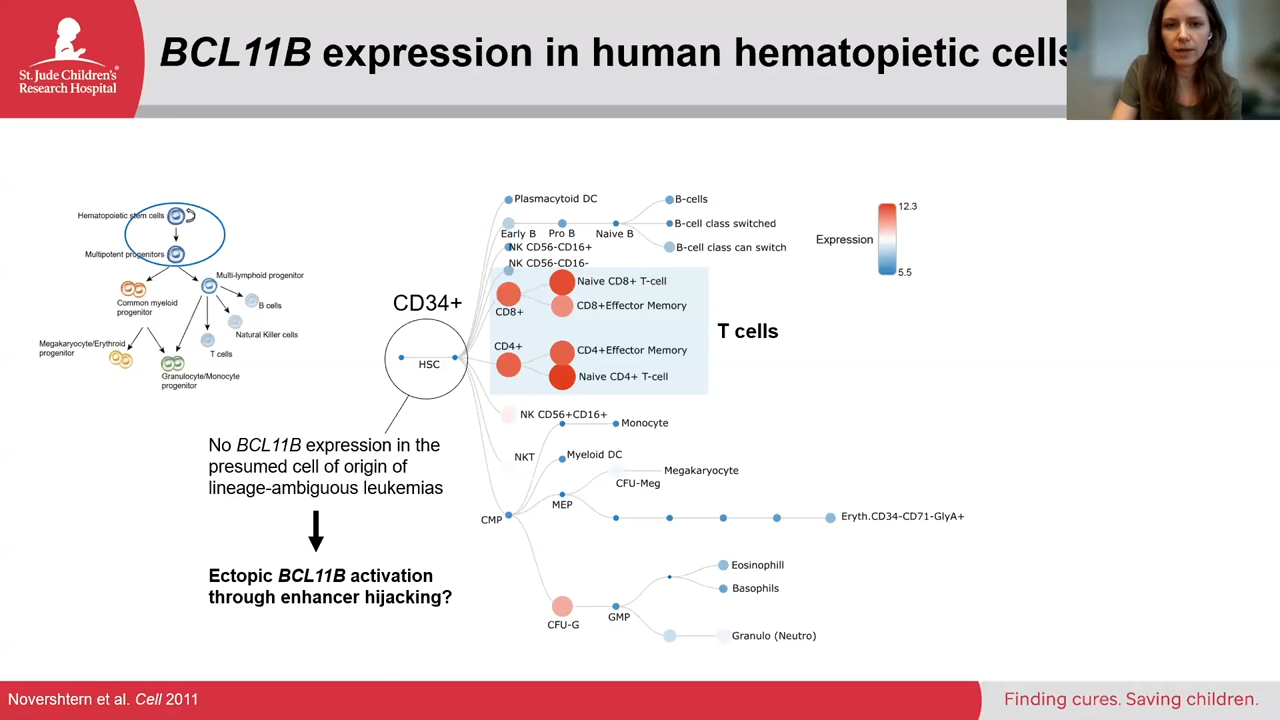 St. Jude Children's
Research Hospital
BCL11B expression in human hematopietic cells
Hematopoietic stem cells
Multipotent progenitors
Multi-lymphoid progenitor
Common myeloid
progenitor
B cells
Natural Killer cells
T cells
Megakaryocyte/Erythroid
progenitor
Granulocyte/Monocyte
progenitor
No BCL11B expression in the
presumed cell of origin of
lineage-ambiguous leukemias
Ectopic BCL11B activation
through enhancer hijacking?
CD34+
HSC
Plasmacytoid DC
Early B
Pro B
Naive B
B-cells
B-cell class switched
B-cell class can switch
NK CD56-CD16+
NK CD56-CD16-
CD8+
Naive CD8+ T-cell
CD8+Effector Memory
CD4+
CD4+Effector Memory
Naive CD4+ T-cell
T cells
NK CD56+CD16+
Monocyte
NKT
Myeloid DC
Megakaryocyte
CFU-Meg
MEP
CMP
Eryth.CD34-CD71-GlyA+
Eosinophill
Basophils
CFU-G
GMP
Granulo (Neutro)
Expression
12.3
5.5
Novershtern et al. Cell 2011
Finding cures. Saving children.